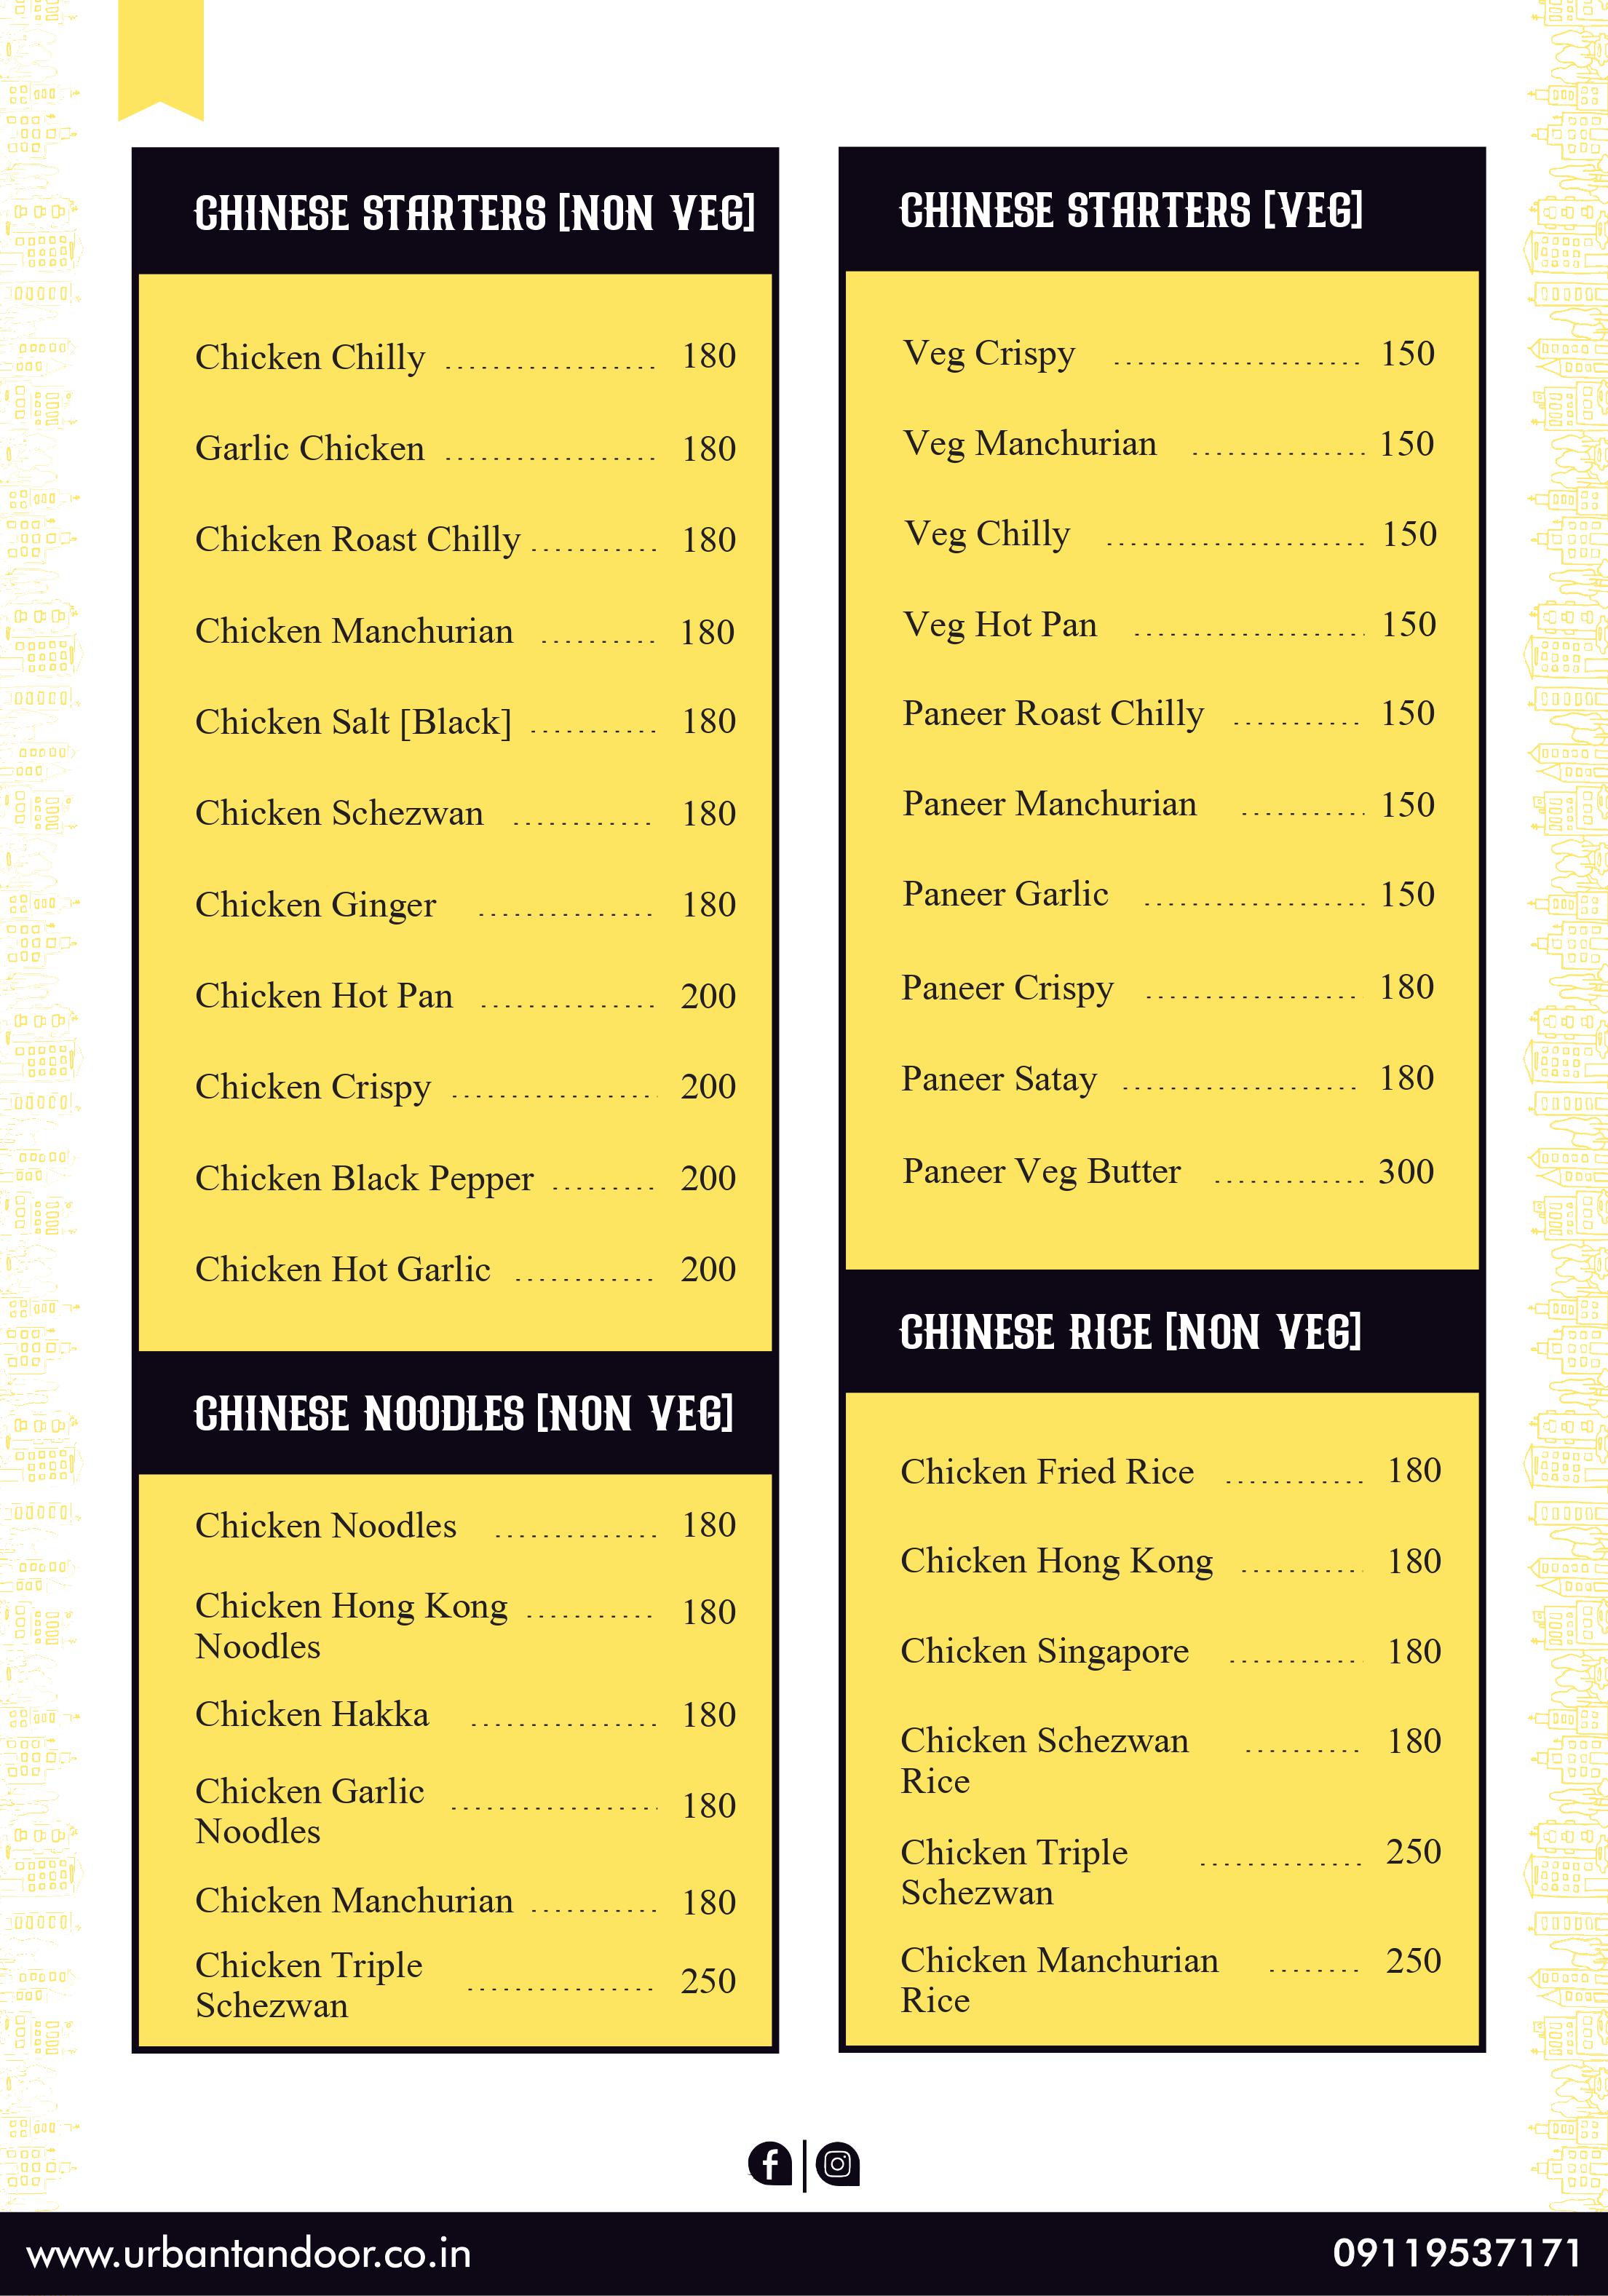 CHINESE STARTERS [NON VEG]
Chicken Chilly .................. 180
Garlic Chicken .................. 180
Chicken Roast Chilly ........... 180
Chicken Manchurian .......... 180
Chicken Salt [Black] ........... 180
Chicken Schezwan ............ 180
Chicken Ginger ............... 180
Chicken Hot Pan ............... 200
Chicken Crispy .................. 200
Chicken Black Pepper ......... 200
Chicken Hot Garlic ............ 200
CHINESE NOODLES [NON VEG]
Chicken Noodles .............. 180
Chicken Hong Kong ........... 180
Noodles
Chicken Hakka ................ 180
Chicken Garlic .................. 180
Noodles
Chicken Manchurian ........... 180
Chicken Triple ................ 250
Schezwan
CHINESE STARTERS [VEG]
Veg Crispy ..................... 150
Veg Manchurian ............... 150
Veg Chilly ...................... 150
Veg Hot Pan .................... 150
Paneer Roast Chilly ........... 150
Paneer Manchurian ........... 150
Paneer Garlic ................... 150
Paneer Crispy ................... 180
Paneer Satay .................... 180
Paneer Veg Butter ............. 300
CHINESE RICE [NON VEG]
Chicken Fried Rice ............ 180
Chicken Hong Kong ........... 180
Chicken Singapore ............ 180
Chicken Schezwan .......... 180
Rice
Chicken Triple .............. 250
Schezwan
Chicken Manchurian ........ 250
Rice
www.urbantandoor.co.in
09119537171